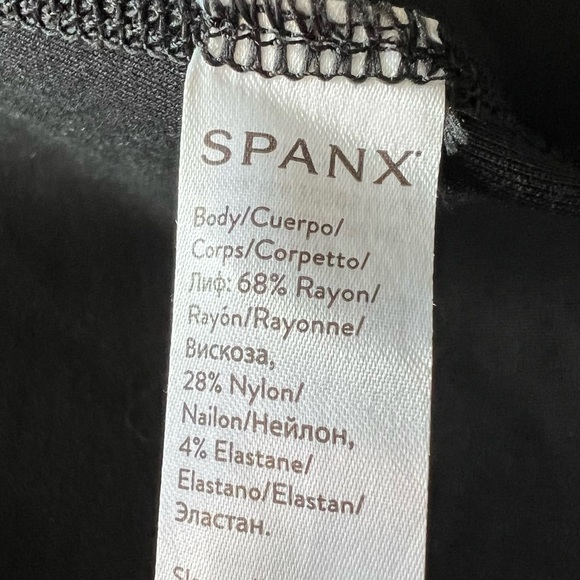 SPANX
Body/Cuerpo/
Corps/Corpetto/
Лиф: 68% Rayon/
Rayón/Rayonne/
Вискоза,
28% Nylon/
Nailon/Нейлон,
4% Elastane/
Elastano/Elastan/
Эластан.